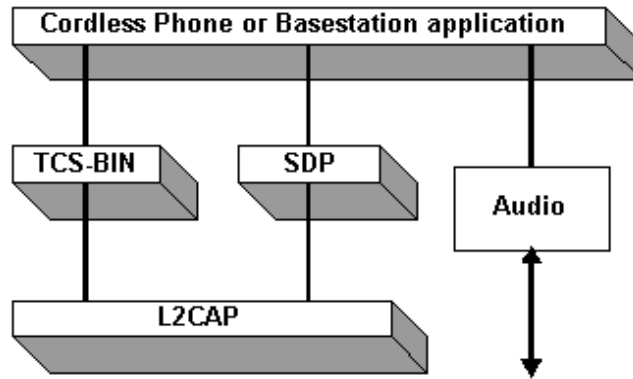 Cordless Phone or Basestation application
TCS-BIN
SDP
Audio
L2CAP